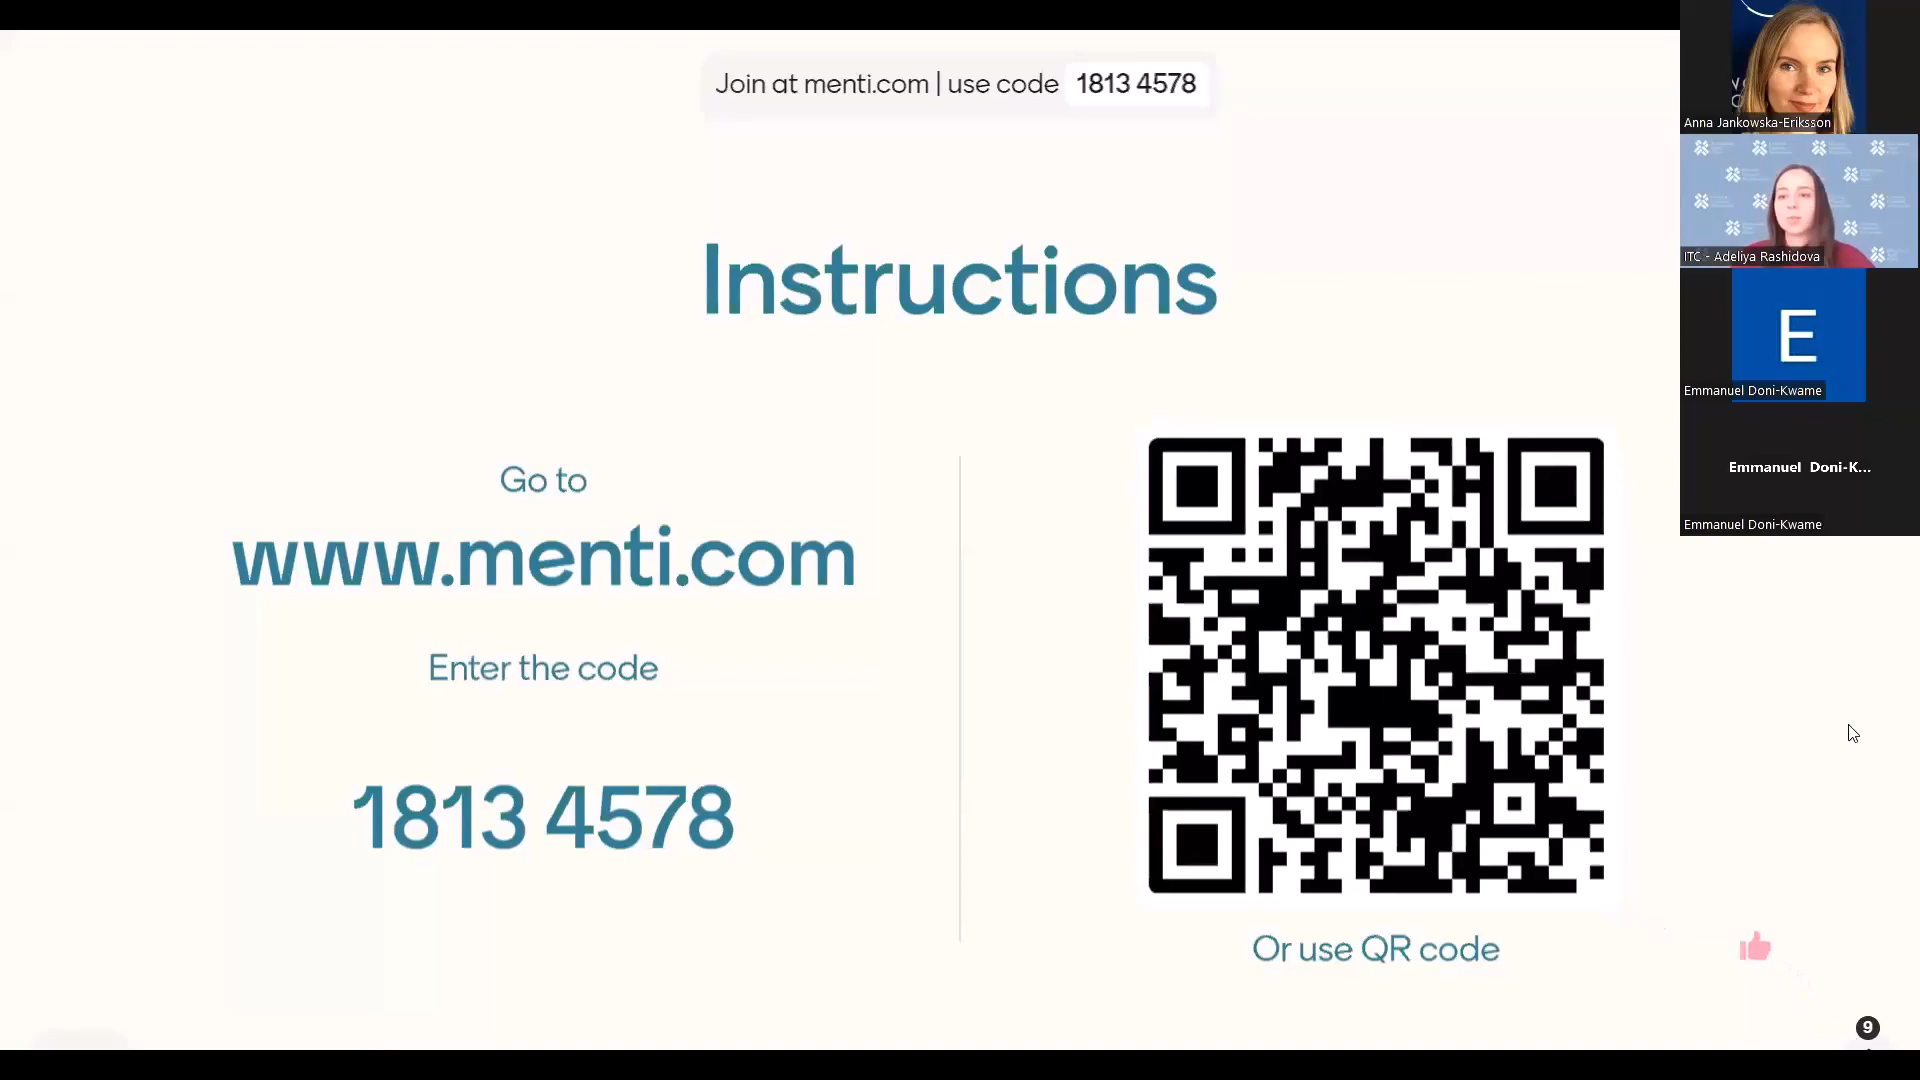 Join at menti.com | use code 1813 4578
Instructions
Go to
www.menti.com
Enter the code
1813 4578
Or use QR code
9
Anna Jankowska-Eriksson
ITC - Adeliya Rashidova
E
Emmanuel Doni-Kwame
Emmanuel Doni-K...
Emmanuel Doni-Kwame